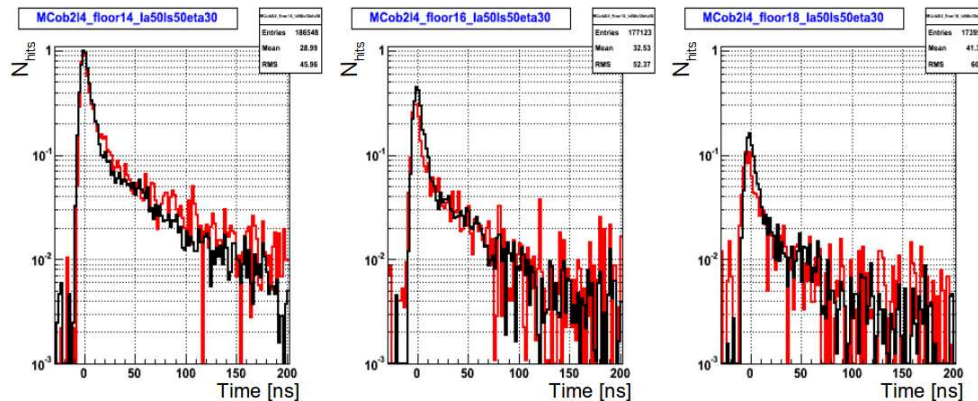 MCob2l4_floor14_la50ls50eta30
Entries 186548
Mean 28.99
RMS 45.96
N_hits
1
10^-1
10^-2
10^-3
0 50 100 150 200
Time [ns]
MCob2l4_floor16_la50ls50eta30
Entries 177123
Mean 32.53
RMS 52.37
N_hits
1
10^-1
10^-2
10^-3
0 50 100 150 200
Time [ns]
MCob2l4_floor18_la50ls50eta30
Entries
Mean 41.
RMS 60
N_hits
1
10^-1
10^-2
10^-3
0 50 100 150 200
Time [ns]